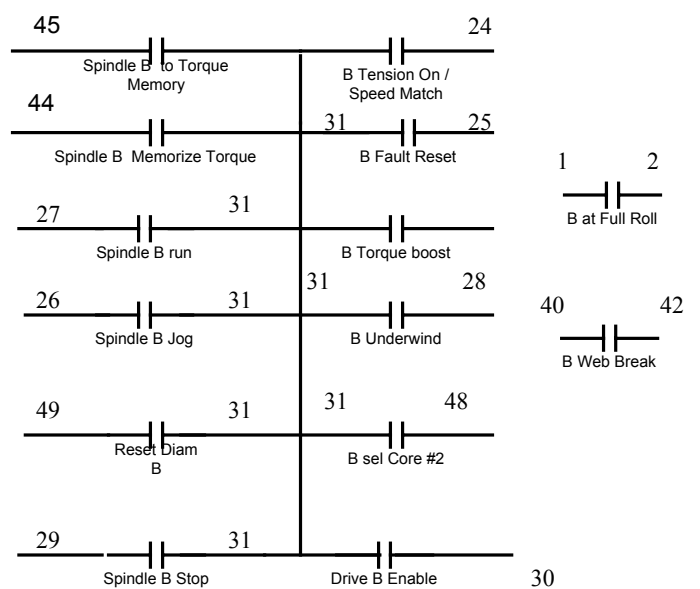 45
24
Spindle B to Torque
Memory
B Tension On /
Speed Match
44
31
25
Spindle B Memorize Torque
B Fault Reset
1
2
B at Full Roll
27
31
Spindle B run
B Torque boost
26
31
31
28
Spindle B Jog
B Underwind
40
42
B Web Break
49
31
31
48
Reset Diam
B
B sel Core #2
29
31
Spindle B Stop
Drive B Enable
30